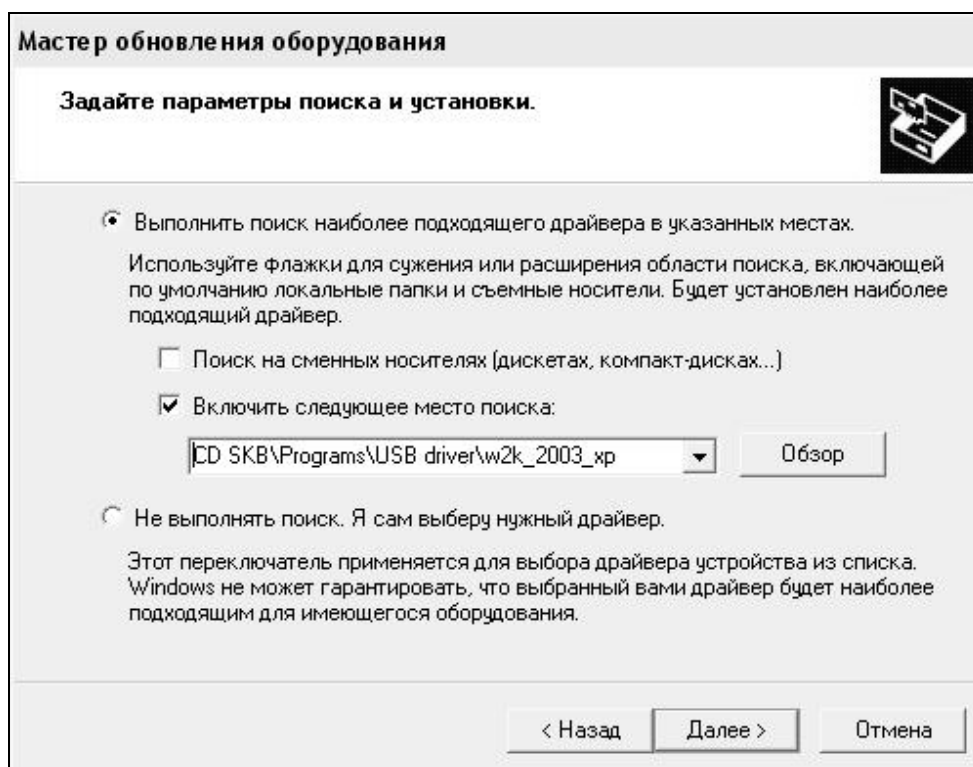 Мастер обновления оборудования
Задайте параметры поиска и установки.
Выполнить поиск наиболее подходящего драйвера в указанных местах.
Используйте флажки для сужения или расширения области поиска, включающей
по умолчанию локальные папки и съемные носители. Будет установлен наиболее
подходящий драйвер.
Поиск на сменных носителях (дискетах, компакт-дисках...)
Включить следующее место поиска:
CD SKB\Programs\USB driver\w2k_2003_xp
Обзор
Не выполнять поиск. Я сам выберу нужный драйвер.
Этот переключатель применяется для выбора драйвера устройства из списка.
Windows не может гарантировать, что выбранный вами драйвер будет наиболее
подходящим для имеющегося оборудования.
< Назад
Далее >
Отмена